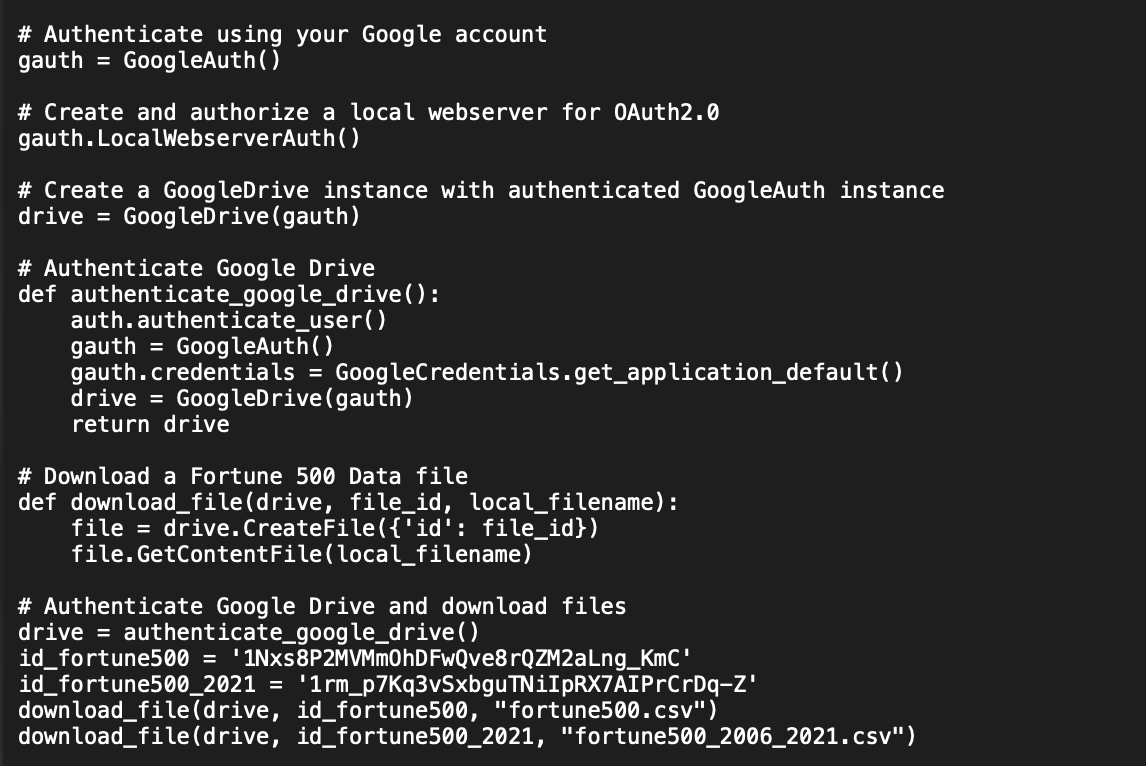 # Authenticate using your Google account
gauth = GoogleAuth()
# Create and authorize a local webserver for OAuth2.0
gauth.LocalWebserverAuth()
# Create a GoogleDrive instance with authenticated GoogleAuth instance
drive = GoogleDrive(gauth)
# Authenticate Google Drive
def authenticate_google_drive():
    auth.authenticate_user()
    gauth = GoogleAuth()
    gauth.credentials = GoogleCredentials.get_application_default()
    drive = GoogleDrive(gauth)
    return drive
# Download a Fortune 500 Data file
def download_file(drive, file_id, local_filename):
    file = drive.CreateFile({'id': file_id})
    file.GetContentFile(local_filename)
# Authenticate Google Drive and download files
drive = authenticate_google_drive()
id_fortune500 = '1Nxs8P2MVMmOhDFwQve8rQZM2aLng_KmC'
id_fortune500_2021 = '1rm_p7Kq3vSxbguTNiIpRX7AIPrCrDq-Z'
download_file(drive, id_fortune500, "fortune500.csv")
download_file(drive, id_fortune500_2021, "fortune500_2006_2021.csv")